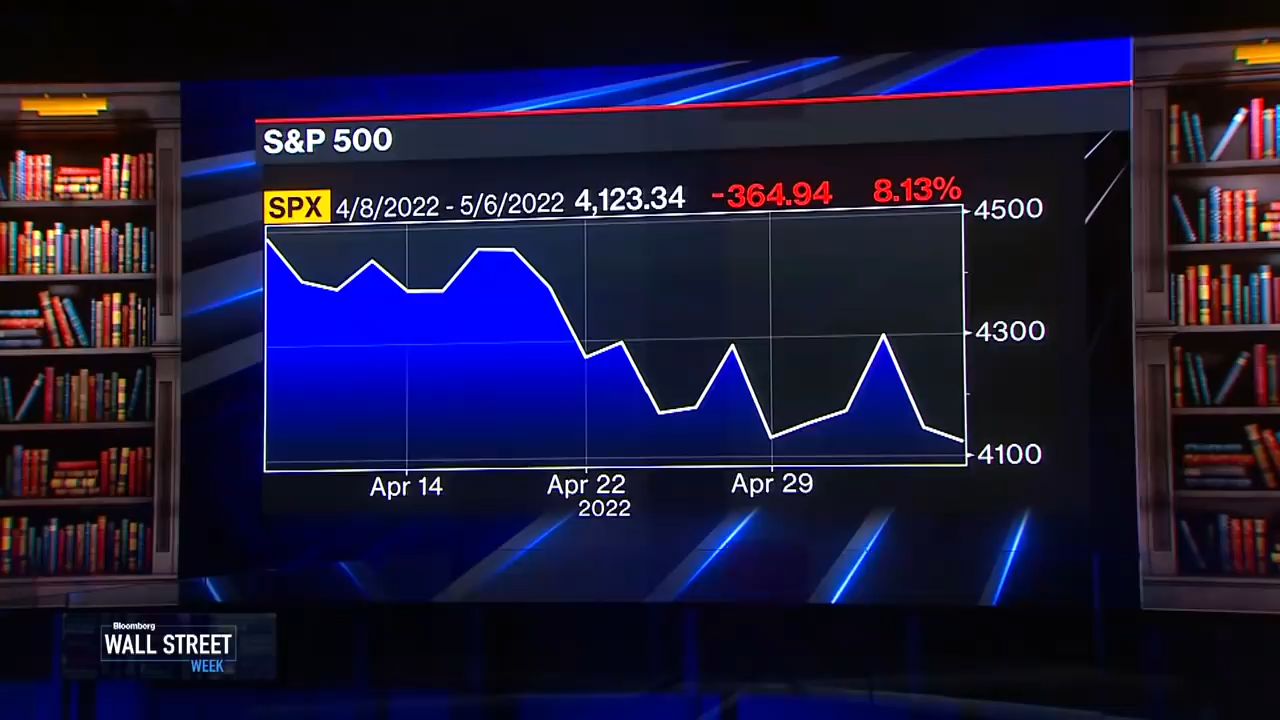 S&P 500
SPX 4/8/2022 - 5/6/2022 4,123.34 -364.94 8.13%
4500
4300
4100
Apr 14 Apr 22 Apr 29
2022
Bloomberg
WALL STREET
WEEK